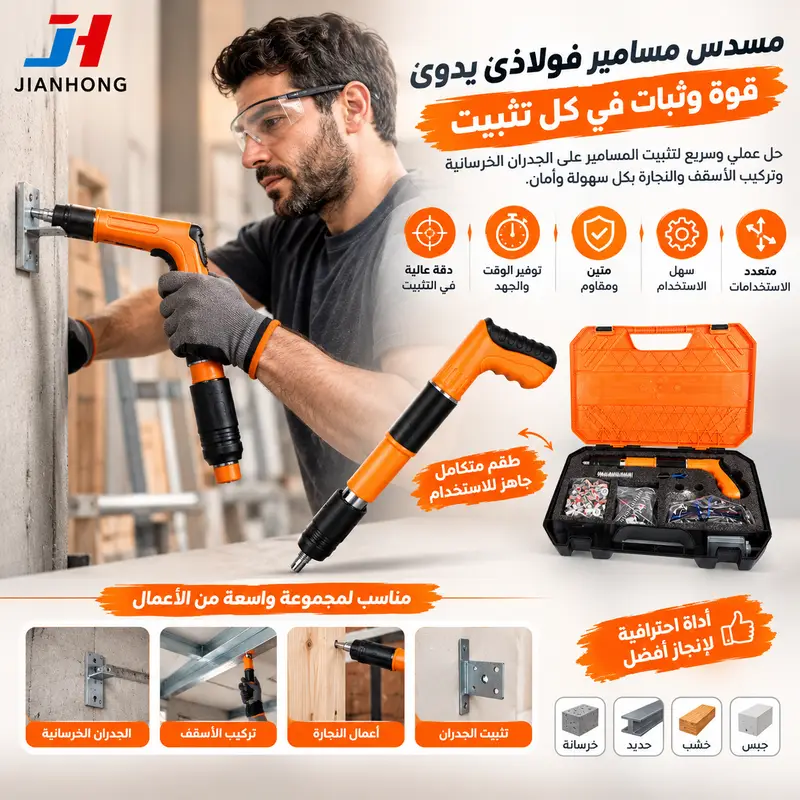 JIANHONG
مسدس مسامير فولاذى يدوى
قوة وثبات في كل تثبيت
حل عملي وسريع لتثبيت المسامير على الجدران الخرسانية
وتركيب الأسقف والنجارة بكل سهولة وأمان.
متعدد
الاستخدامات
سهل
الاستخدام
متين
ومقاوم
توفير الوقت
والجهد
دقة عالية
في التثبيت
طقم متكامل
جاهز للاستخدام
مناسب لمجموعة واسعة من الأعمال
تثبيت الجدران
أعمال النجارة
تركيب الأسقف
الجدران الخرسانية
أداة احترافية
لإنجاز أفضل
جبس
خشب
حديد
خرسانة